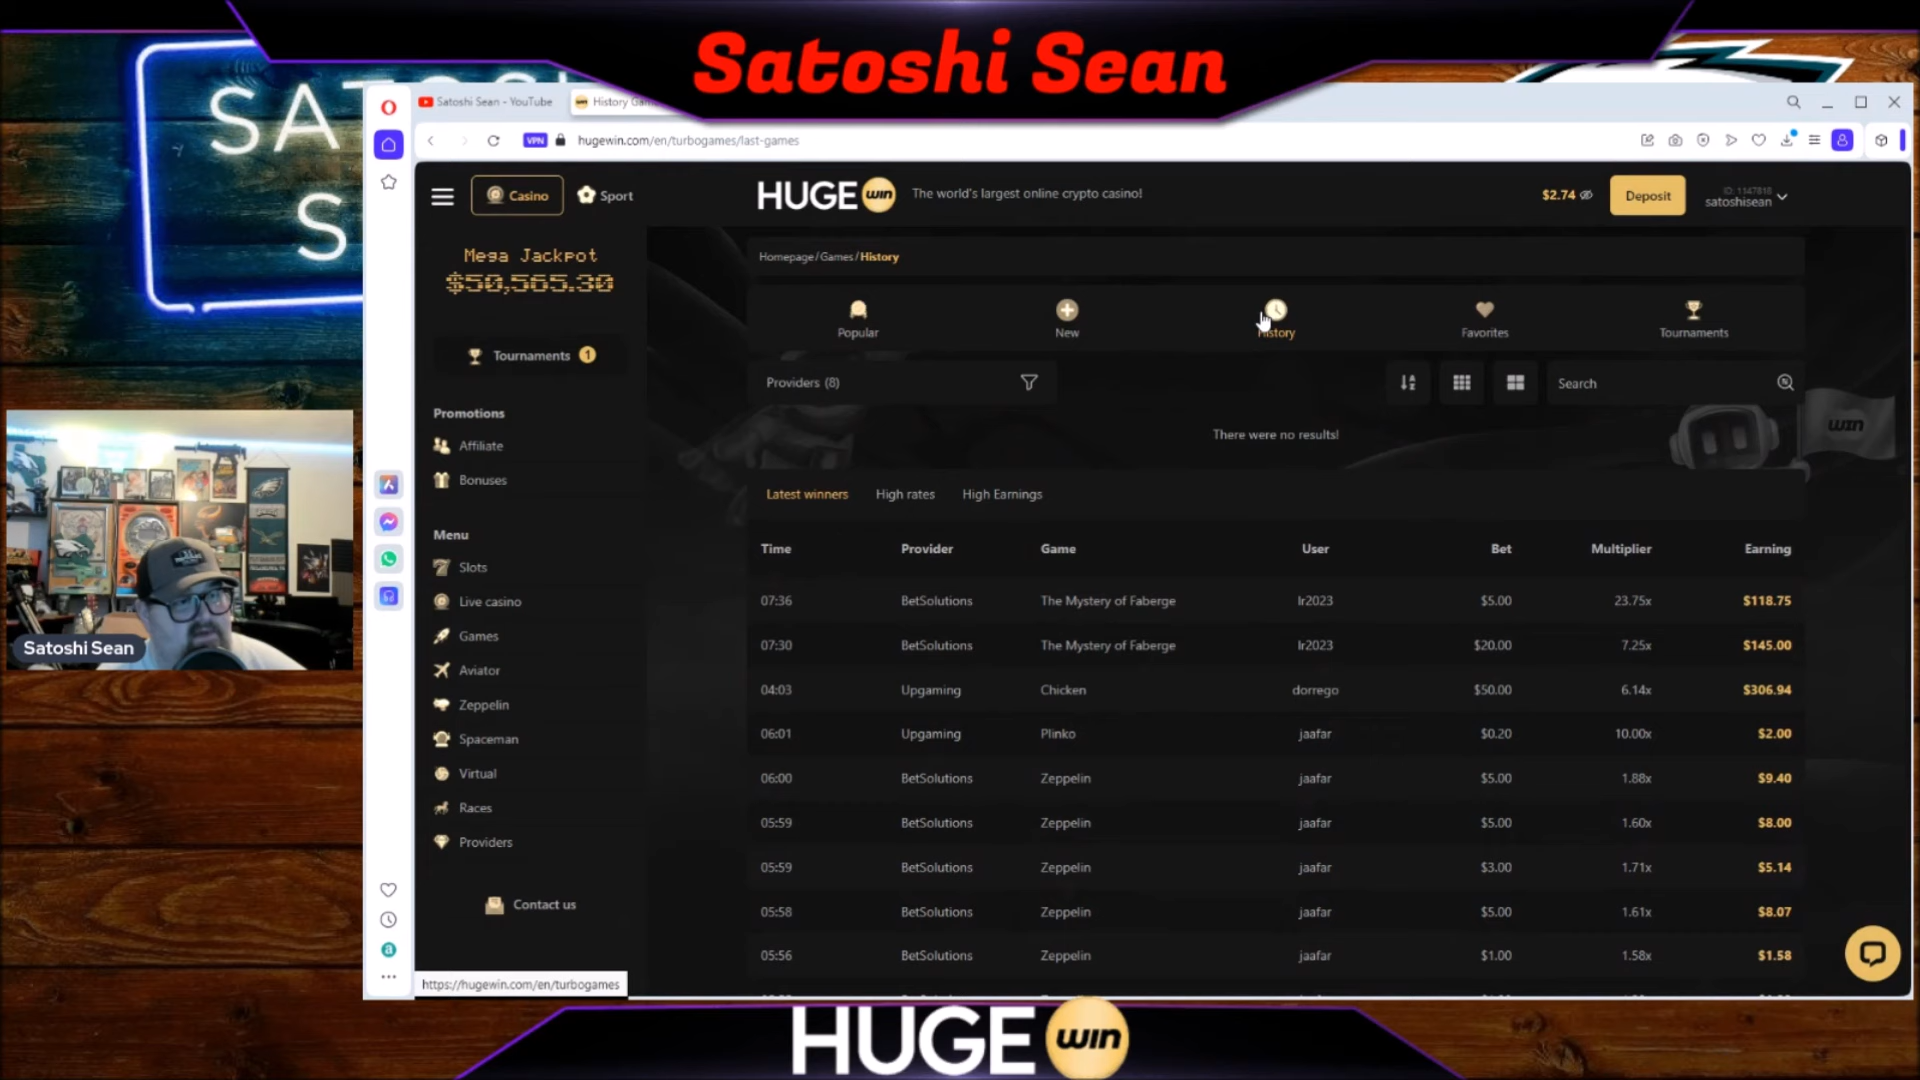 Satoshi Sean
SA
S
Satoshi Sean - YouTube
History Ga
VPN
hugewin.com/en/turbogames/last-games
Casino
Sport
HUGE win
The world's largest online crypto casino!
$2.74
Deposit
ID: 1147818
satoshisean
Mega Jackpot
$50,565.30
Tournaments 1
Promotions
Affiliate
Bonuses
Menu
Slots
Live casino
Games
Aviator
Zeppelin
Spaceman
Virtual
Races
Providers
Contact us
https://hugewin.com/en/turbogames
Homepage/Games/History
Popular
New
History
Favorites
Tournaments
Providers (8)
Search
There were no results!
win
Latest winners High rates High Earnings
Time Provider Game User Bet Multiplier Earning
07:36 BetSolutions The Mystery of Faberge lr2023 $5.00 23.75x $118.75
07:30 BetSolutions The Mystery of Faberge lr2023 $20.00 7.25x $145.00
04:03 Upgaming Chicken dorrego $50.00 6.14x $306.94
06:01 Upgaming Plinko jaafar $0.20 10.00x $2.00
06:00 BetSolutions Zeppelin jaafar $5.00 1.88x $9.40
05:59 BetSolutions Zeppelin jaafar $5.00 1.60x $8.00
05:59 BetSolutions Zeppelin jaafar $3.00 1.71x $5.14
05:58 BetSolutions Zeppelin jaafar $5.00 1.61x $8.07
05:56 BetSolutions Zeppelin jaafar $1.00 1.58x $1.58
Satoshi Sean
HUGE win